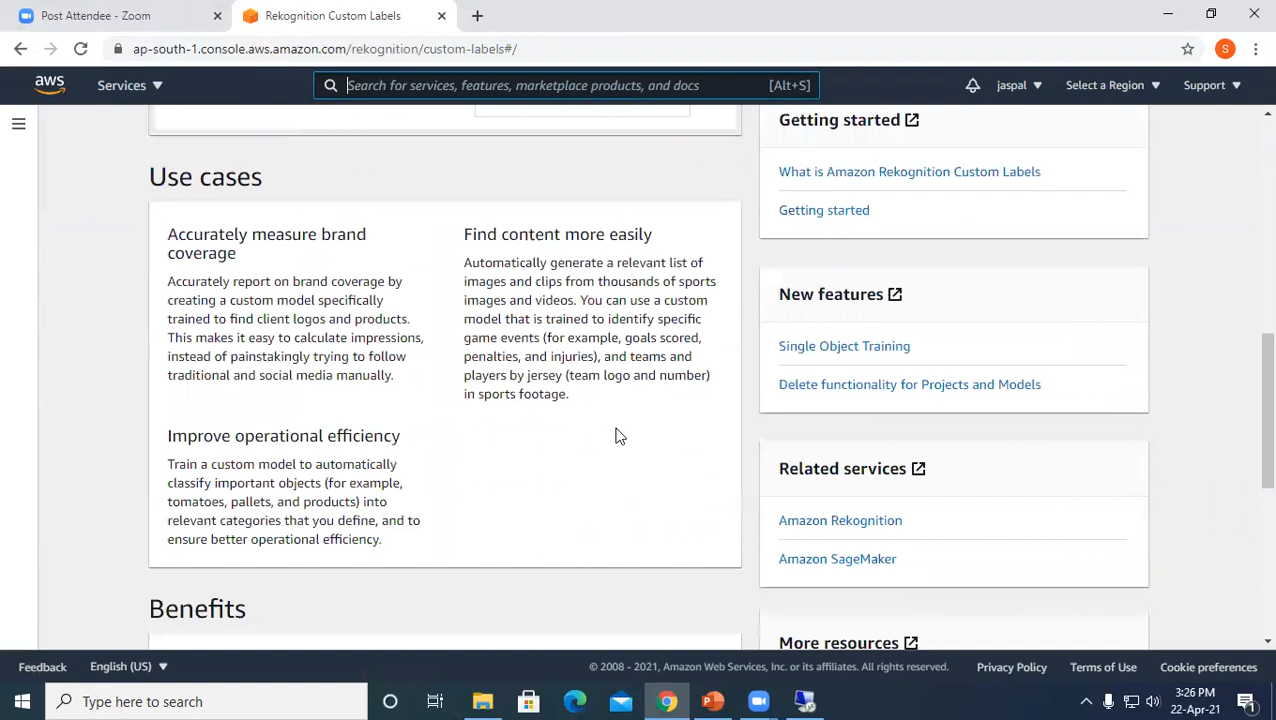 Post Attendee - Zoom
Rekognition Custom Labels
ap-south-1.console.aws.amazon.com/rekognition/custom-labels#/
S
aws
Services
Search for services, features, marketplace products, and docs
[Alt+S]
jaspal
Select a Region
Support
Use cases
Accurately measure brand
coverage
Accurately report on brand coverage by
creating a custom model specifically
trained to find client logos and products.
This makes it easy to calculate impressions,
instead of painstakingly trying to follow
traditional and social media manually.
Find content more easily
Automatically generate a relevant list of
images and clips from thousands of sports
images and videos. You can use a custom
model that is trained to identify specific
game events (for example, goals scored,
penalties, and injuries), and teams and
players by jersey (team logo and number)
in sports footage.
Improve operational efficiency
Train a custom model to automatically
classify important objects (for example,
tomatoes, pallets, and products) into
relevant categories that you define, and to
ensure better operational efficiency.
Benefits
Getting started
What is Amazon Rekognition Custom Labels
Getting started
New features
Single Object Training
Delete functionality for Projects and Models
Related services
Amazon Rekognition
Amazon SageMaker
More resources
Feedback
English (US)
© 2008 - 2021, Amazon Web Services, Inc. or its affiliates. All rights reserved.
Privacy Policy
Terms of Use
Cookie preferences
Type here to search
3:26 PM
22-Apr-21
1